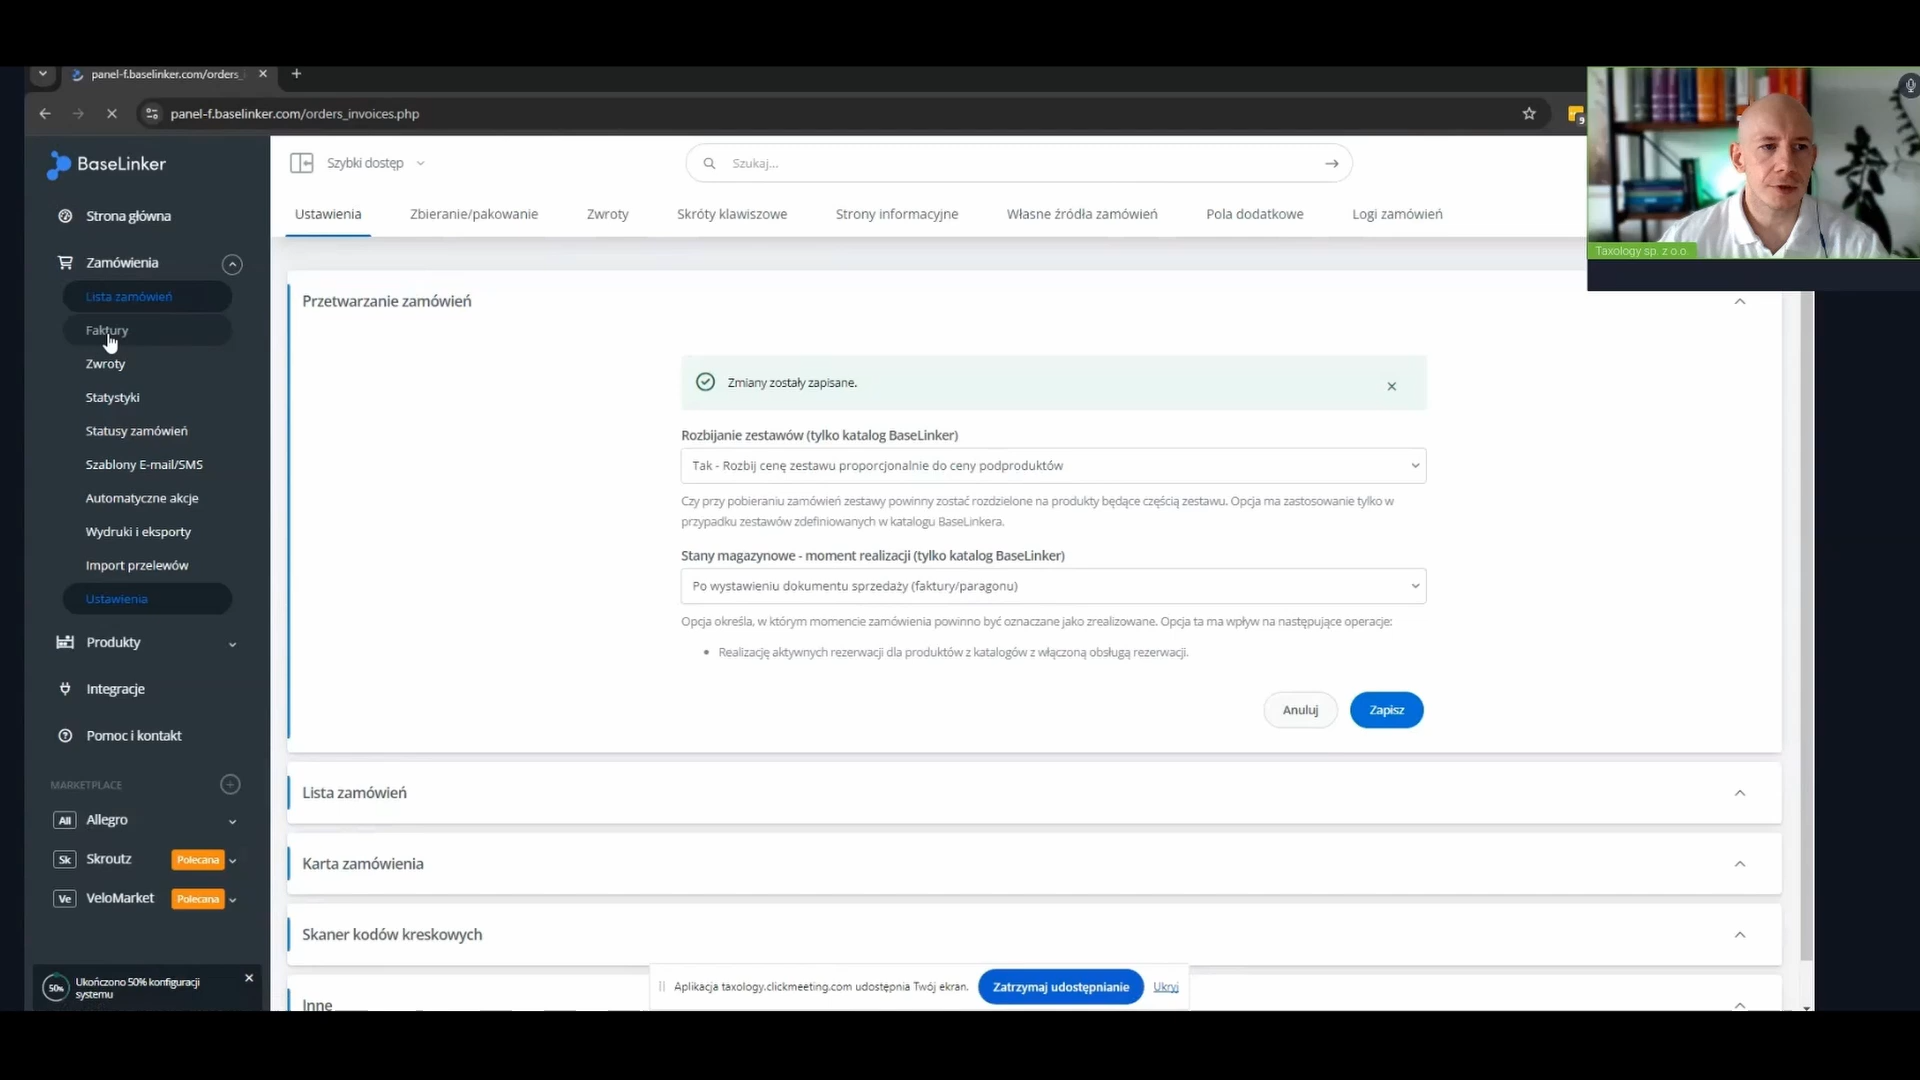 panel-f.baselinker.com/orders_
panel-f.baselinker.com/orders_invoices.php
9
BaseLinker
Szybki dostęp
Szukaj...
Taxology sp. z o.o.
Strona główna
Zamówienia
Lista zamówień
Faktury
Zwroty
Statystyki
Statusy zamówień
Szablony E-mail/SMS
Automatyczne akcje
Wydruki i eksporty
Import przelewów
Ustawienia
Produkty
Integracje
Pomoc i kontakt
MARKETPLACE
All Allegro
Sk Skroutz Polecana
Ve VeloMarket Polecana
50% Ukończono 50% konfiguracji
systemu
Ustawienia Zbieranie/pakowanie Zwroty Skróty klawiszowe Strony informacyjne Własne źródła zamówień Pola dodatkowe Logi zamówień
Przetwarzanie zamówień
Zmiany zostały zapisane.
Rozbijanie zestawów (tylko katalog BaseLinker)
Tak - Rozbij cenę zestawu proporcjonalnie do ceny podproduktów
Czy przy pobieraniu zamówień zestawy powinny zostać rozdzielone na produkty będące częścią zestawu. Opcja ma zastosowanie tylko w
przypadku zestawów zdefiniowanych w katalogu BaseLinkera.
Stany magazynowe - moment realizacji (tylko katalog BaseLinker)
Po wystawieniu dokumentu sprzedaży (faktury/paragonu)
Opcja określa, w którym momencie zamówienia powinno być oznaczane jako zrealizowane. Opcja ta ma wpływ na następujące operacje:
• Realizację aktywnych rezerwacji dla produktów z katalogów z włączoną obsługą rezerwacji.
Anuluj Zapisz
Lista zamówień
Karta zamówienia
Skaner kodów kreskowych
Inne
Aplikacja taxology.clickmeeting.com udostępnia Twój ekran. Zatrzymaj udostępnianie Ukryj